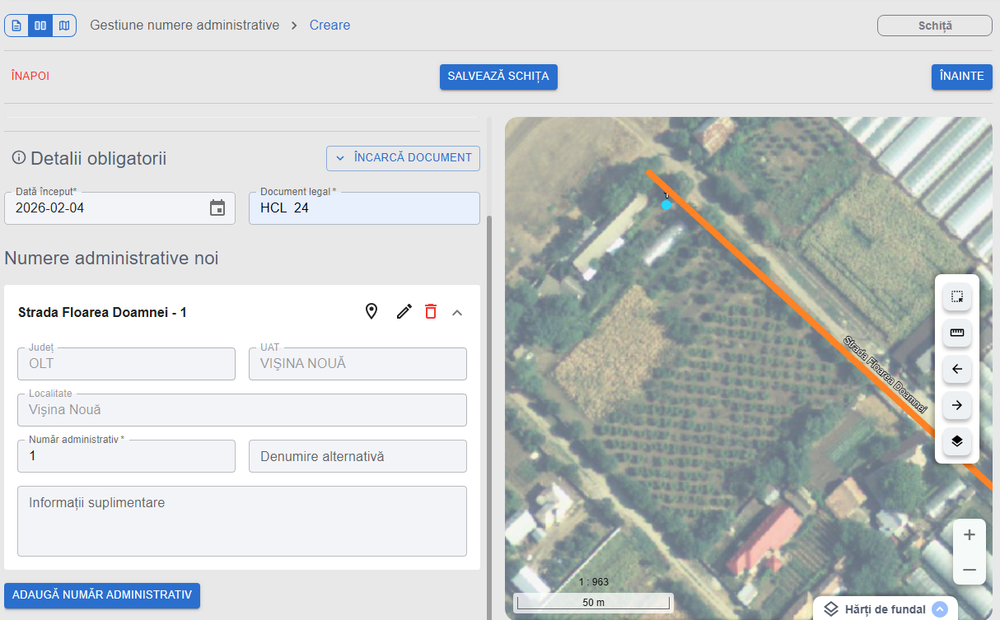 Gestiune numere administrative > Creare
Schiță
ÎNAPOI
SALVEAZĂ SCHIȚA
ÎNAINTE
Detalii obligatorii
ÎNCARCĂ DOCUMENT
Dată început*
2026-02-04
Document legal *
HCL 24
Numere administrative noi
Strada Floarea Doamnei - 1
Județ
OLT
UAT
VIȘINA NOUĂ
Localitate
Vișina Nouă
Număr administrativ *
1
Denumire alternativă
Informații suplimentare
ADAUGĂ NUMĂR ADMINISTRATIV
1
Strada Floarea Doamnei
1 : 963
50 m
Hărți de fundal